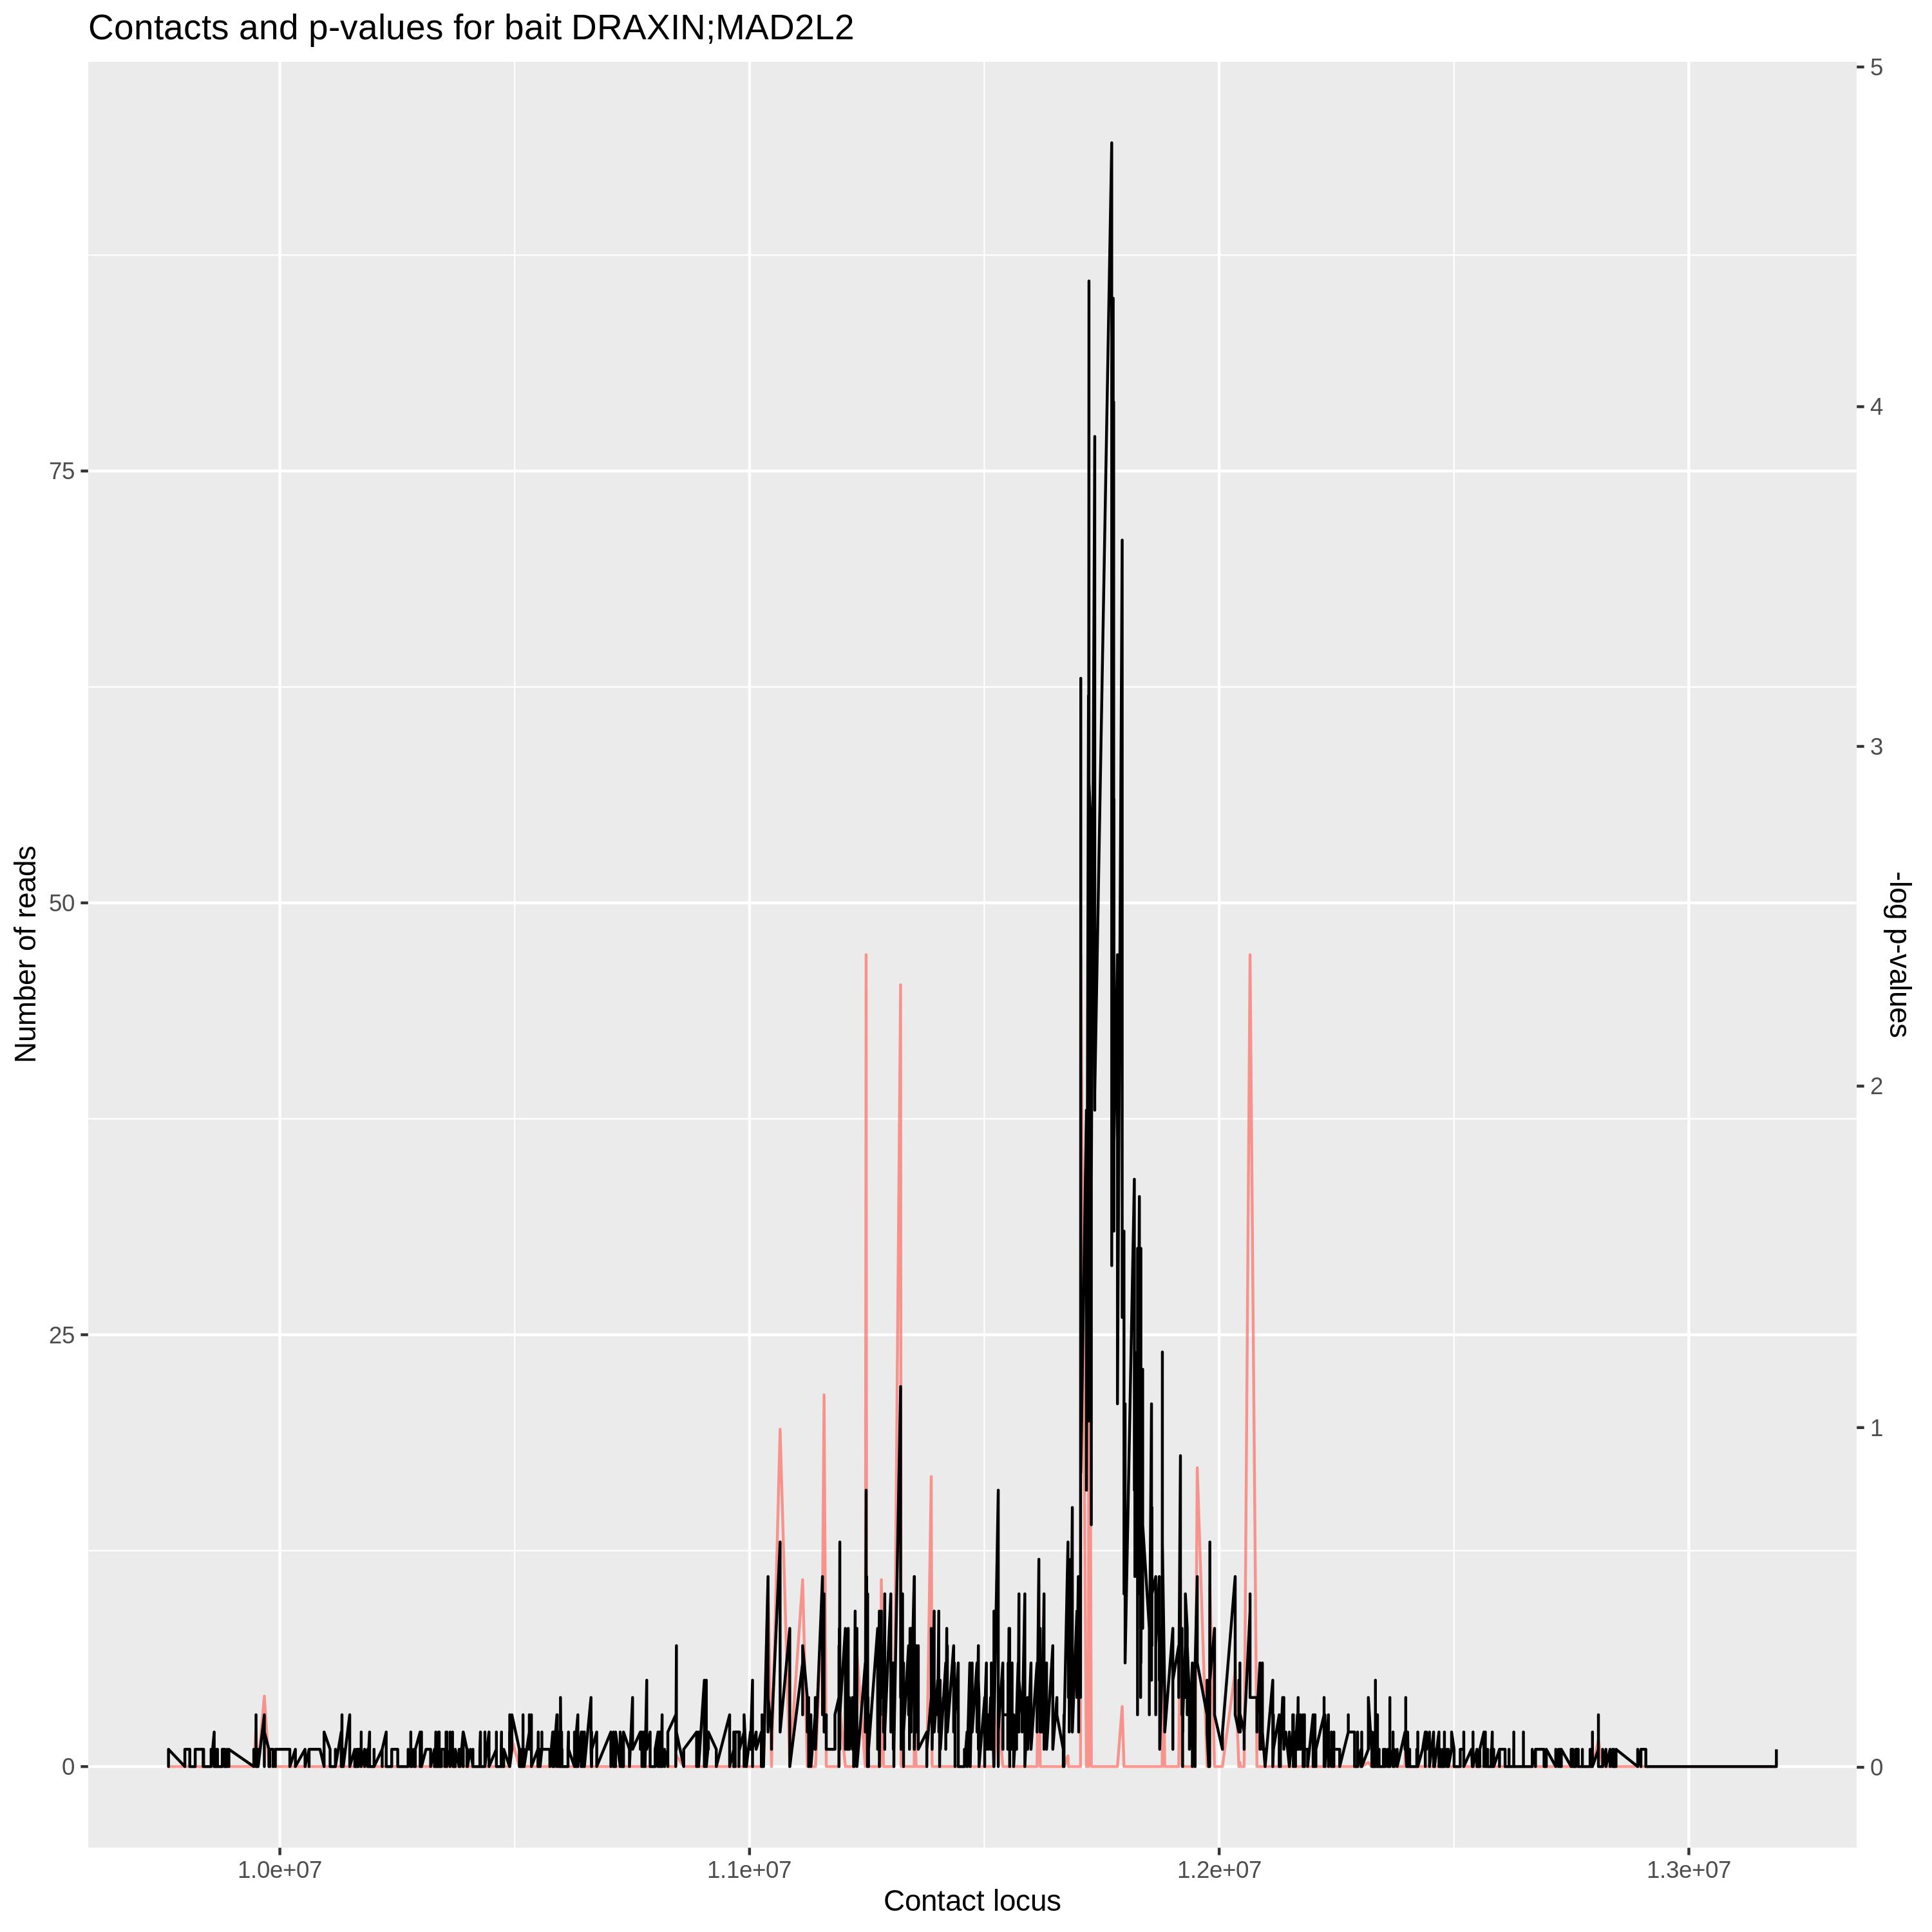 Contacts and p-values for bait DRAXIN;MAD2L2
Number of reads
75
50
25
0
5
4
3
2
1
0
-log p-values
1.0e+07
1.1e+07
1.2e+07
1.3e+07
Contact locus